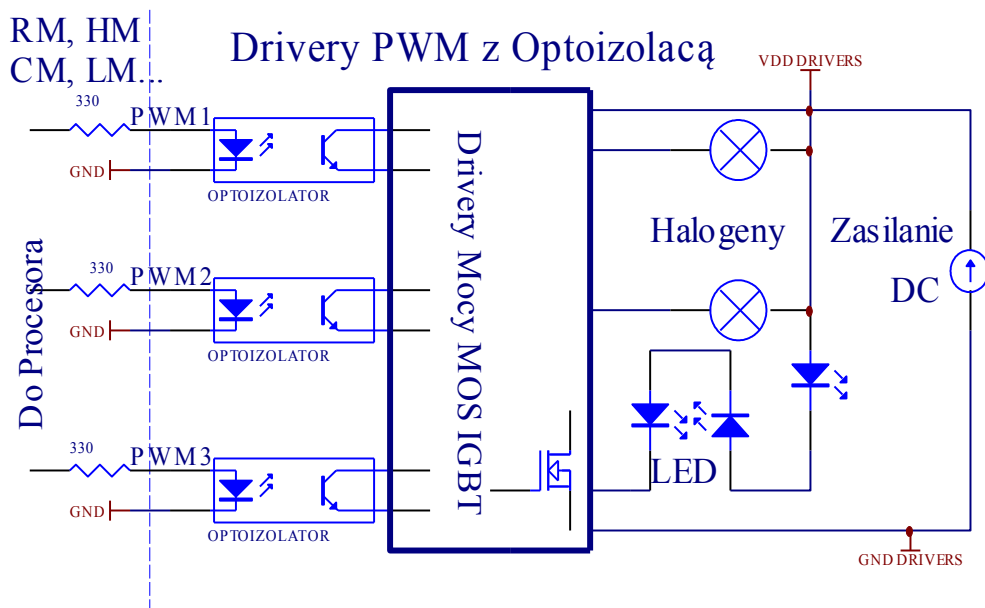 RM, HM
CM, LM...
Drivery PWM z Optoizolacą
VDD DRIVERS
330
PWM1
GND
OPTOIZOLATOR
Do Procesora
330
PWM2
GND
OPTOIZOLATOR
330
PWM3
GND
OPTOIZOLATOR
Drivery Mocy MOS IGBT
Halogeny
Zasilanie
DC
LED
GND DRIVERS